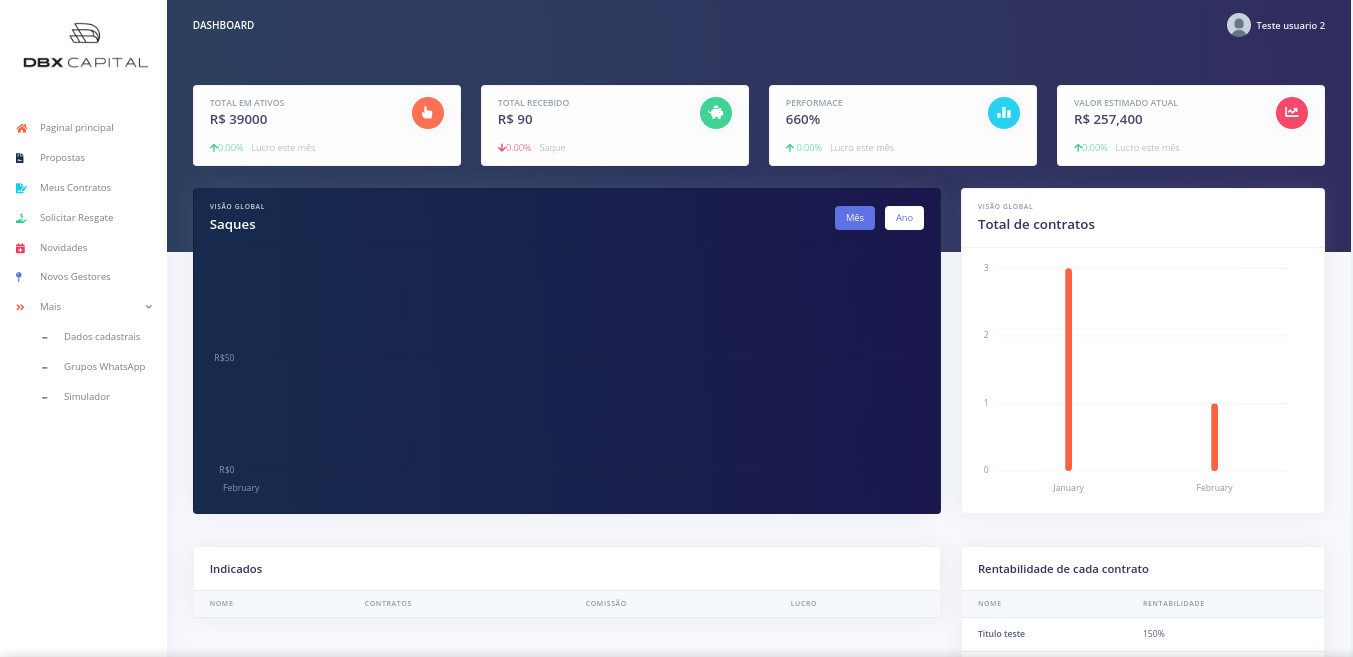 DBX CAPITAL
Paginal principal
Propostas
Meus Contratos
Solicitar Resgate
Novidades
Novos Gestores
Mais
Dados cadastrais
Grupos WhatsApp
Simulador
DASHBOARD
Teste usuario 2
TOTAL EM ATIVOS
R$ 39000
0.00% Lucro este mês
TOTAL RECEBIDO
R$ 90
0.00% Saque
PERFORMACE
660%
0.00% Lucro este mês
VALOR ESTIMADO ATUAL
R$ 257,400
0.00% Lucro este mês
VISÃO GLOBAL
Saques
Mês
Ano
R$50
R$0
February
VISÃO GLOBAL
Total de contratos
3
2
1
0
January February
Indicados
NOME CONTRATOS COMISSÃO LUCRO
Rentabilidade de cada contrato
NOME RENTABILIDADE
Titulo teste 150%